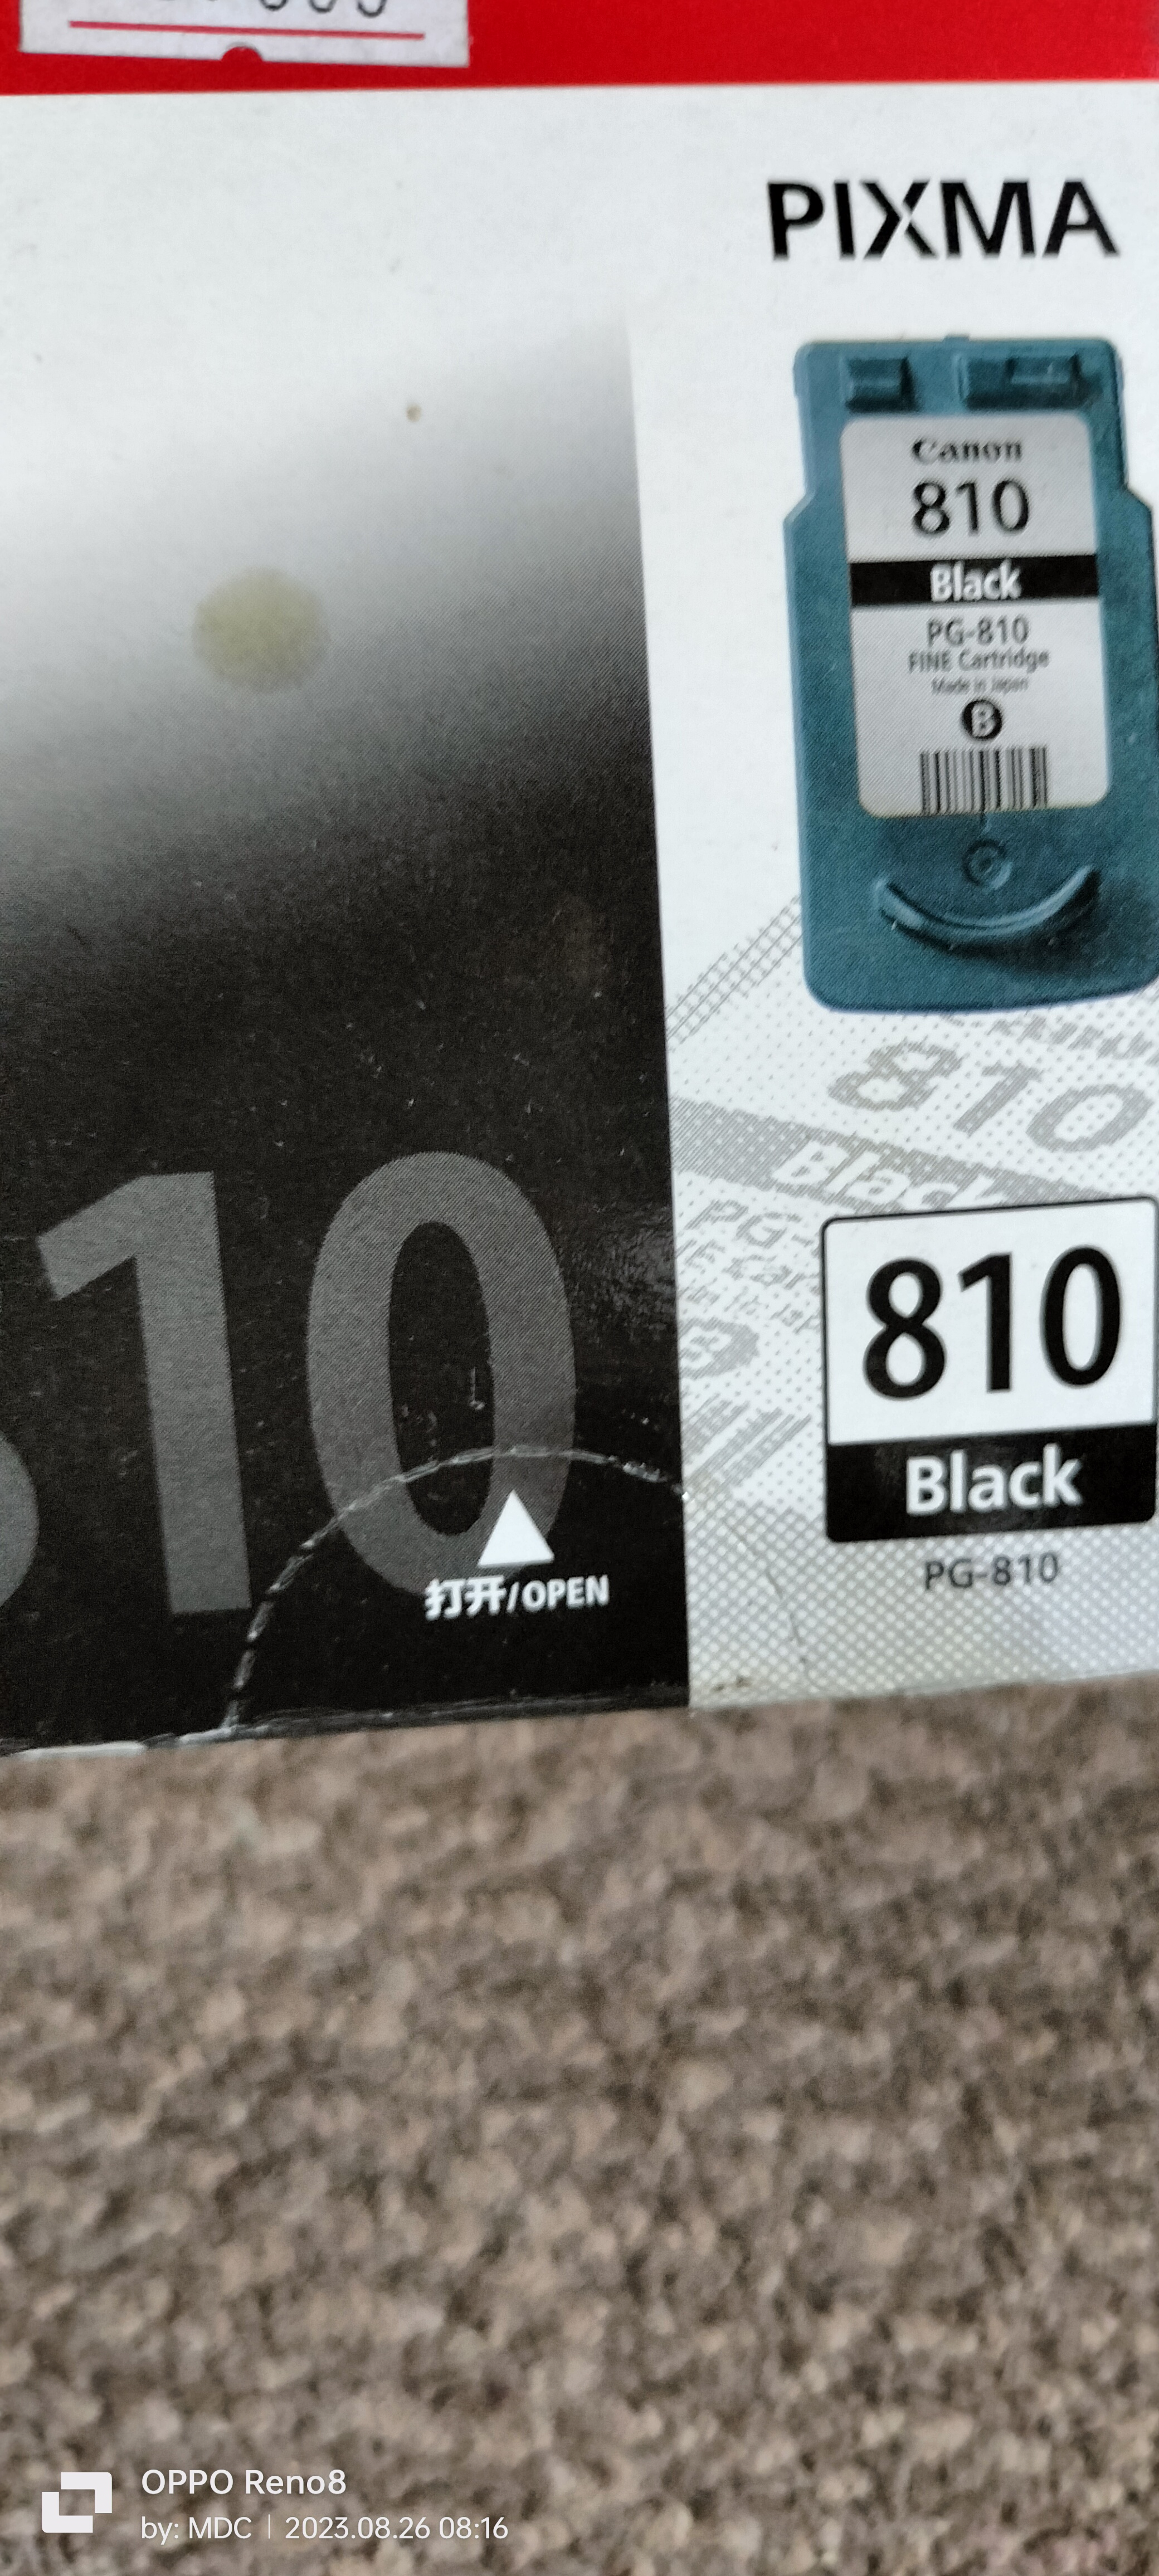 PIXMA
Canon
810
Black
PG-810
FINE Cartridge
Made in Japan
B
810
Black
PG-
810
810
Black
PG-810
打开/OPEN
OPPO Reno8
by: MDC | 2023.08.26 08:16